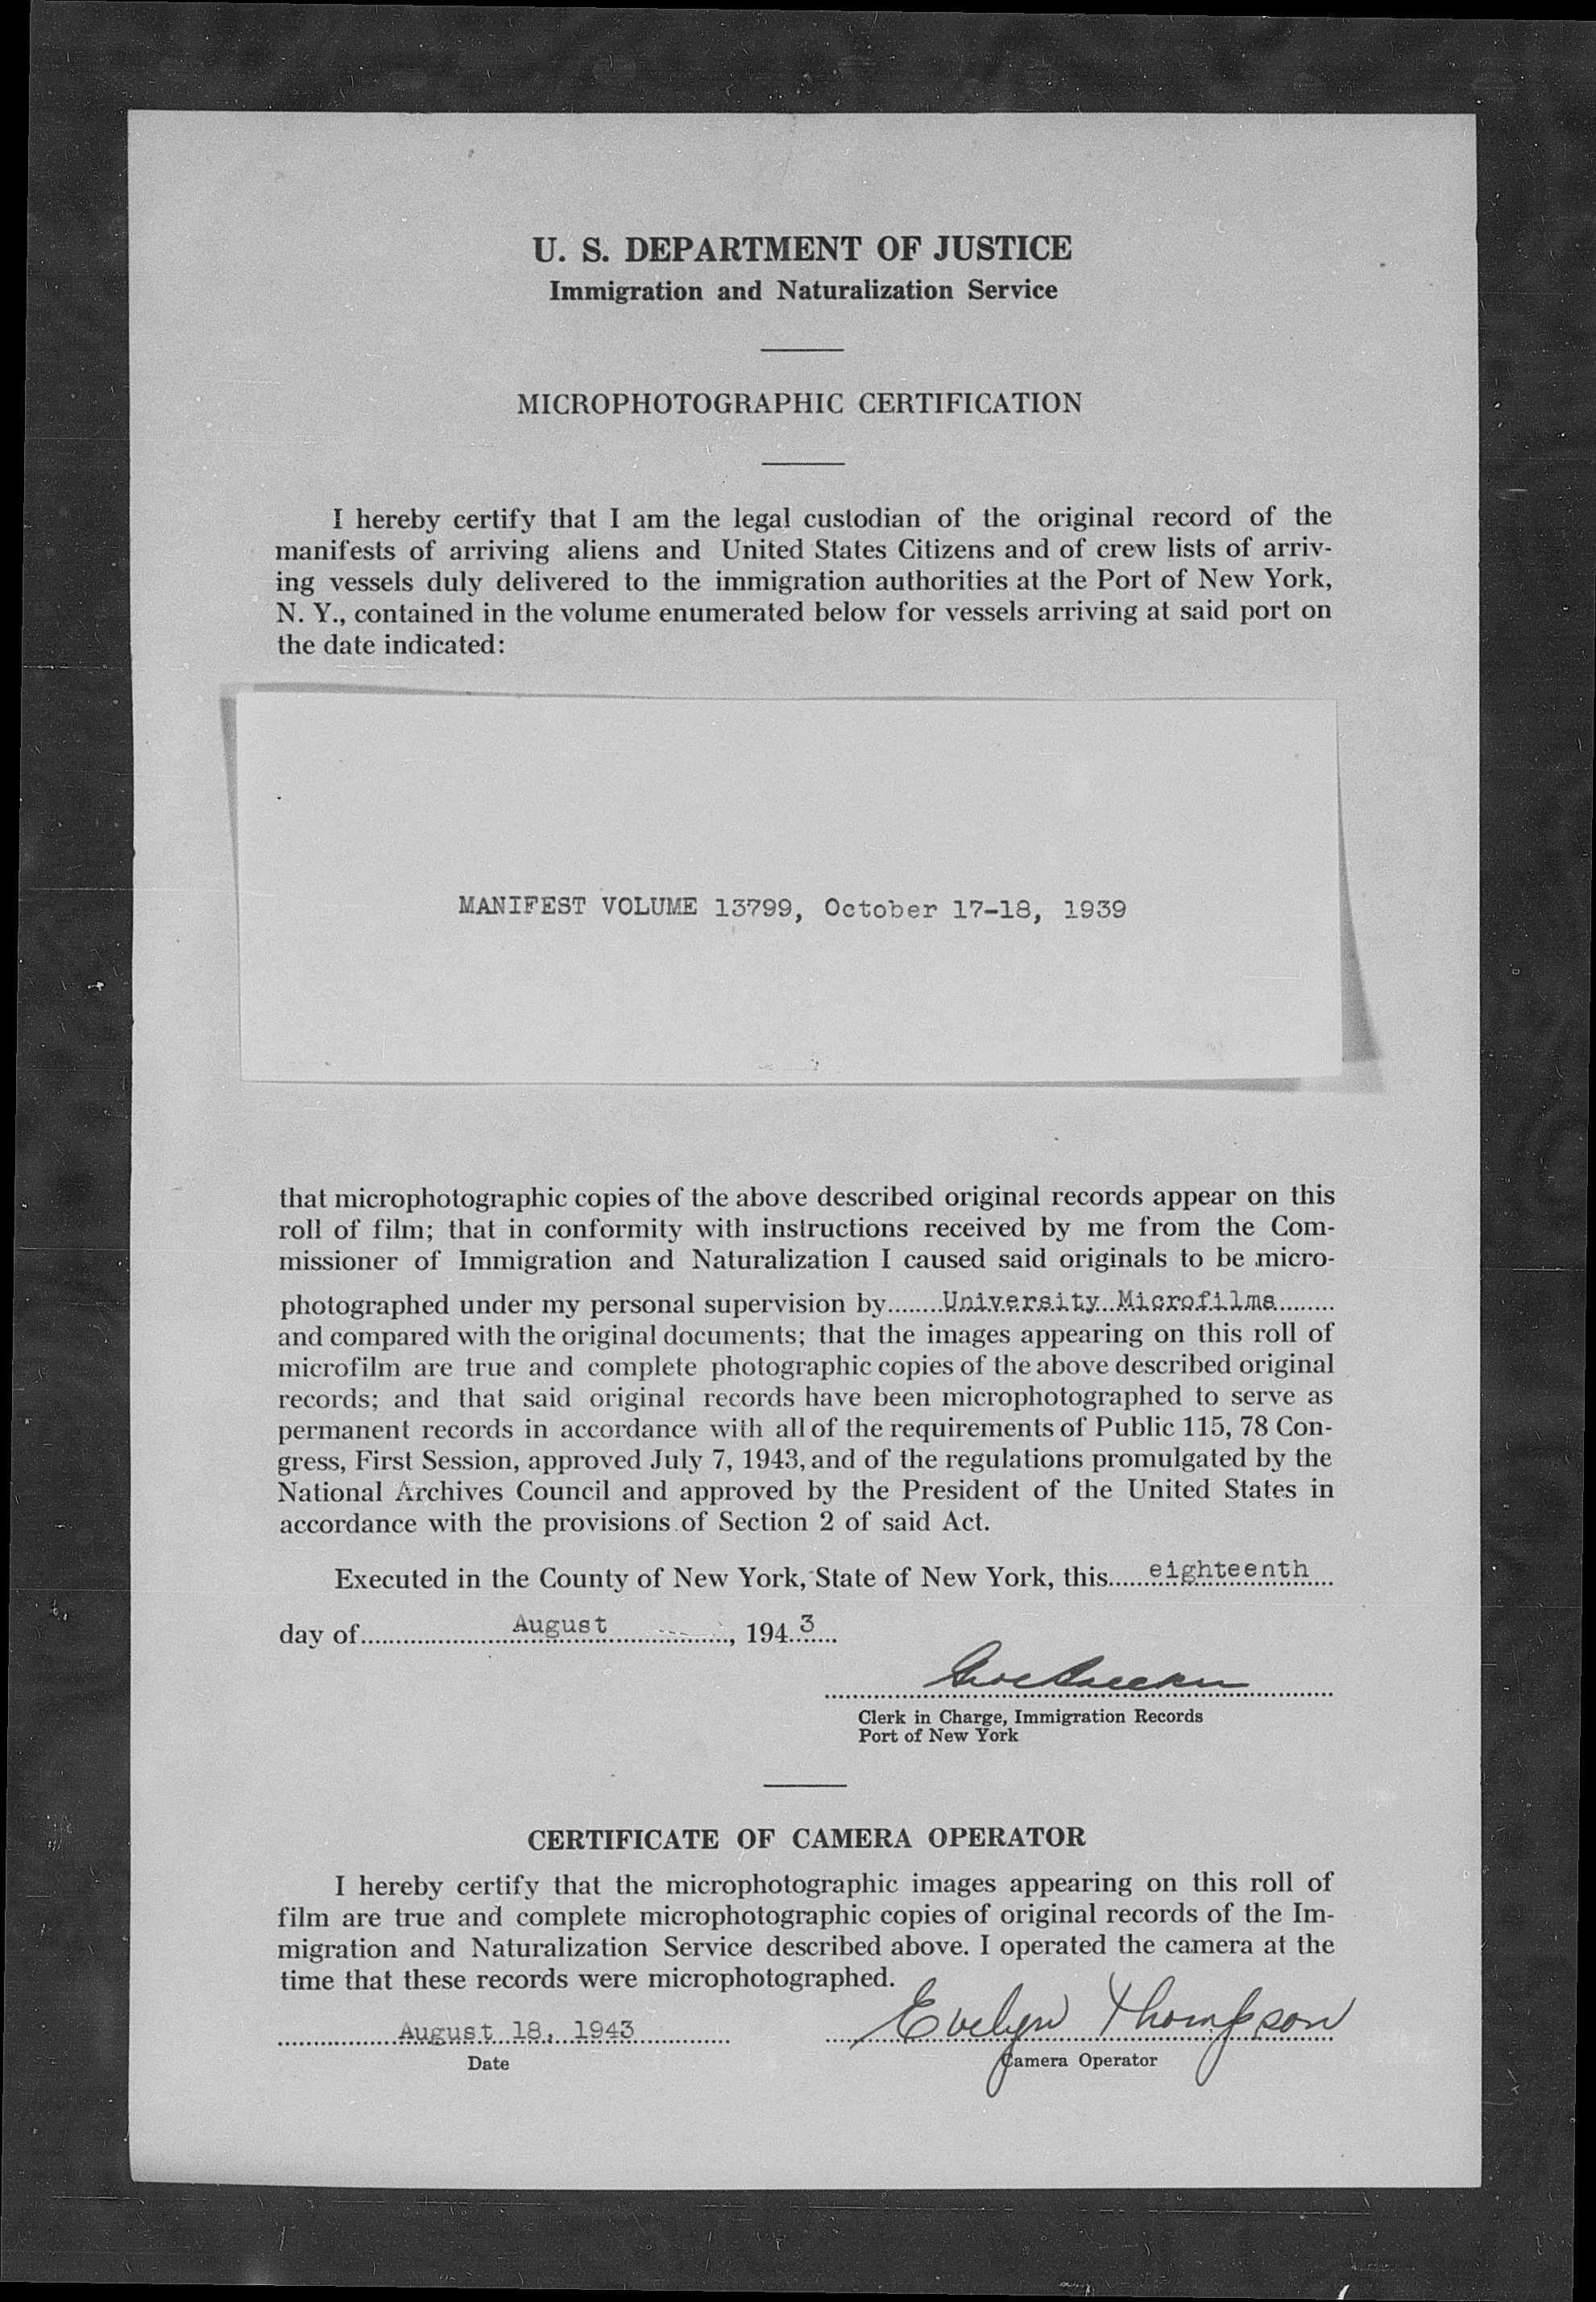 U. S. DEPARTMENT OF JUSTICE
Immigration and Naturalization Service
MICROPHOTOGRAPHIC CERTIFICATION
I hereby certify that I am the legal custodian of the original record of the
manifests of arriving aliens and United States Citizens and of crew lists of arriv-
ing vessels duly delivered to the immigration authorities at the Port of New York,
N. Y., contained in the volume enumerated below for vessels arriving at said port on
the date indicated:
MANIFEST VOLUME 13799, October 17-18, 1939
that microphotographic copies of the above described original records appear on this
roll of film; that in conformity with instructions received by me from the Com-
missioner of Immigration and Naturalization I caused said originals to be micro-
photographed under my personal supervision by........University Microfilms.........
and compared with the original documents; that the images appearing on this roll of
microfilm are true and complete photographic copies of the above described original
records; and that said original records have been microphotographed to serve as
permanent records in accordance with all of the requirements of Public 115, 78 Con-
gress, First Session, approved July 7, 1943, and of the regulations promulgated by the
National Archives Council and approved by the President of the United States in
accordance with the provisions of Section 2 of said Act.
Executed in the County of New York, State of New York, this......eighteenth....
day of......................August......................, 1943.......
Clerk in Charge, Immigration Records
Port of New York
CERTIFICATE OF CAMERA OPERATOR
I hereby certify that the microphotographic images appearing on this roll of
film are true and complete microphotographic copies of original records of the Im-
migration and Naturalization Service described above. I operated the camera at the
time that these records were microphotographed.
August 18, 1943 Evelyn Thompson
Date Camera Operator